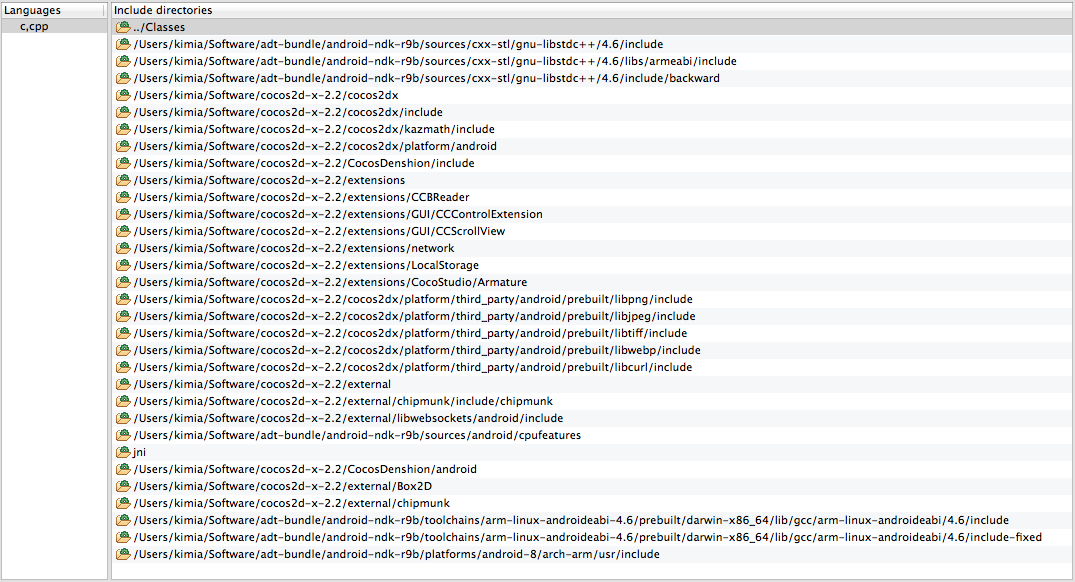 Languages Include directories
c,cpp ../Classes
/Users/kimia/Software/adt-bundle/android-ndk-r9b/sources/cxx-stl/gnu-libstdc++/4.6/include
/Users/kimia/Software/adt-bundle/android-ndk-r9b/sources/cxx-stl/gnu-libstdc++/4.6/libs/armeabi/include
/Users/kimia/Software/adt-bundle/android-ndk-r9b/sources/cxx-stl/gnu-libstdc++/4.6/include/backward
/Users/kimia/Software/cocos2d-x-2.2/cocos2dx
/Users/kimia/Software/cocos2d-x-2.2/cocos2dx/include
/Users/kimia/Software/cocos2d-x-2.2/cocos2dx/kazmath/include
/Users/kimia/Software/cocos2d-x-2.2/cocos2dx/platform/android
/Users/kimia/Software/cocos2d-x-2.2/CocosDenshion/include
/Users/kimia/Software/cocos2d-x-2.2/extensions
/Users/kimia/Software/cocos2d-x-2.2/extensions/CCBReader
/Users/kimia/Software/cocos2d-x-2.2/extensions/GUI/CCControlExtension
/Users/kimia/Software/cocos2d-x-2.2/extensions/GUI/CCScrollView
/Users/kimia/Software/cocos2d-x-2.2/extensions/network
/Users/kimia/Software/cocos2d-x-2.2/extensions/LocalStorage
/Users/kimia/Software/cocos2d-x-2.2/extensions/CocoStudio/Armature
/Users/kimia/Software/cocos2d-x-2.2/cocos2dx/platform/third_party/android/prebuilt/libpng/include
/Users/kimia/Software/cocos2d-x-2.2/cocos2dx/platform/third_party/android/prebuilt/libjpeg/include
/Users/kimia/Software/cocos2d-x-2.2/cocos2dx/platform/third_party/android/prebuilt/libtiff/include
/Users/kimia/Software/cocos2d-x-2.2/cocos2dx/platform/third_party/android/prebuilt/libwebp/include
/Users/kimia/Software/cocos2d-x-2.2/cocos2dx/platform/third_party/android/prebuilt/libcurl/include
/Users/kimia/Software/cocos2d-x-2.2/external
/Users/kimia/Software/cocos2d-x-2.2/external/chipmunk/include/chipmunk
/Users/kimia/Software/cocos2d-x-2.2/external/libwebsockets/android/include
/Users/kimia/Software/adt-bundle/android-ndk-r9b/sources/android/cpufeatures
jni
/Users/kimia/Software/cocos2d-x-2.2/CocosDenshion/android
/Users/kimia/Software/cocos2d-x-2.2/external/Box2D
/Users/kimia/Software/cocos2d-x-2.2/external/chipmunk
/Users/kimia/Software/adt-bundle/android-ndk-r9b/toolchains/arm-linux-androideabi-4.6/prebuilt/darwin-x86_64/lib/gcc/arm-linux-androideabi/4.6/include
/Users/kimia/Software/adt-bundle/android-ndk-r9b/toolchains/arm-linux-androideabi-4.6/prebuilt/darwin-x86_64/lib/gcc/arm-linux-androideabi/4.6/include-fixed
/Users/kimia/Software/adt-bundle/android-ndk-r9b/platforms/android-8/arch-arm/usr/include